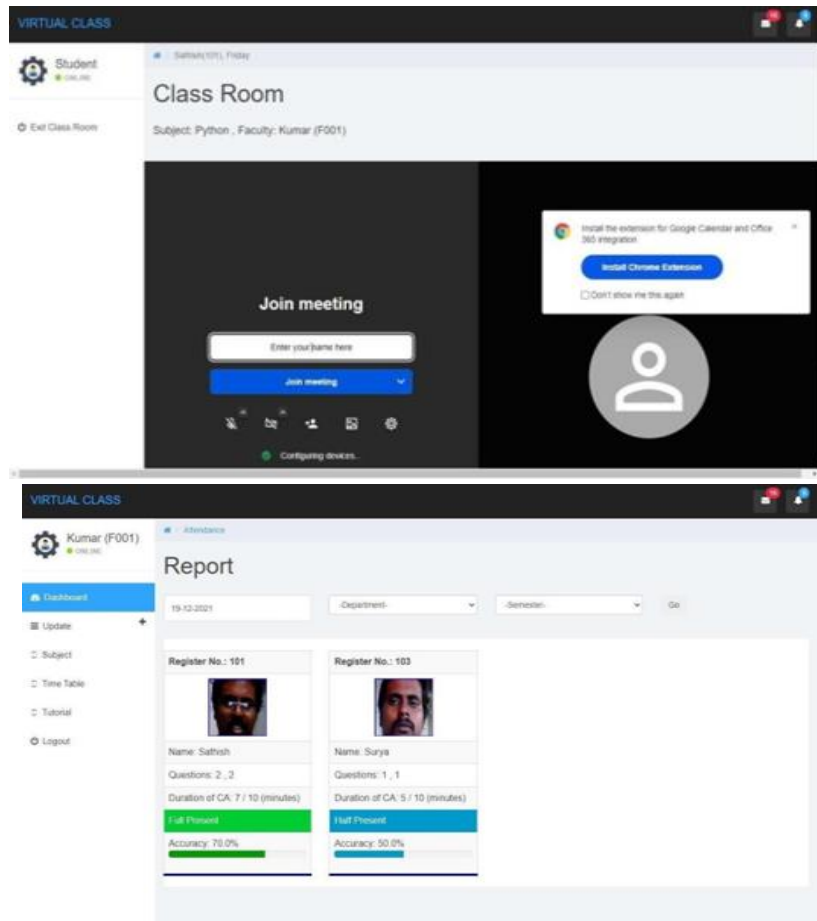 VIRTUAL CLASS
Student
ONLINE
Sathish(101), Friday
Class Room
Exit Class Room
Subject: Python , Faculty: Kumar (F001)
Install the extension for Google Calendar and Office
365 integration
Install Chrome Extension
Don't show me this again
Join meeting
Enter your name here
Join meeting
Configuring devices..
VIRTUAL CLASS
Kumar (F001)
ONLINE
Attendance
Report
Dashboard
19-12-2021
-Department-
-Semester-
Go
Update
Subject
Time Table
Tutorial
Logout
Register No.: 101
Register No.: 103
Name: Sathish
Name: Surya
Questions: 2 , 2
Questions: 1 , 1
Duration of CA: 7 / 10 (minutes)
Duration of CA: 5 / 10 (minutes)
Full Present
Half Present
Accuracy: 70.0%
Accuracy: 50.0%